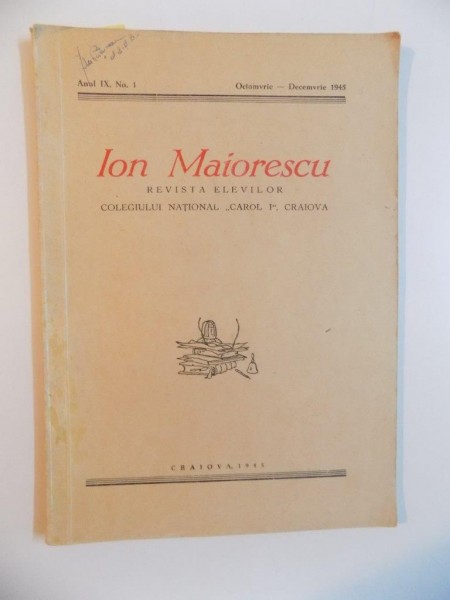 Anul IX, No. 1 Octomvrie — Decemvrie 1945
Ion Maiorescu
REVISTA ELEVILOR
COLEGIULUI NAȚIONAL „CAROL I“, CRAIOVA
CRAIOVA, 1945